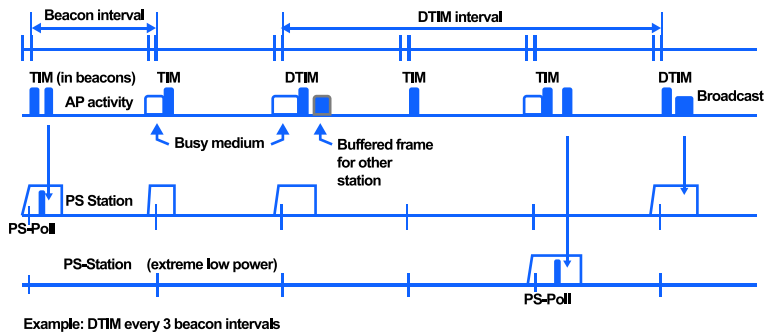 Beacon interval
DTIM interval
TIM (in beacons)
TIM
DTIM
TIM
TIM
DTIM
AP activity
Broadcast
Busy medium
Buffered frame
for other
station
PS Station
PS-Poll
PS-Station (extreme low power)
PS-Poll
Example: DTIM every 3 beacon intervals